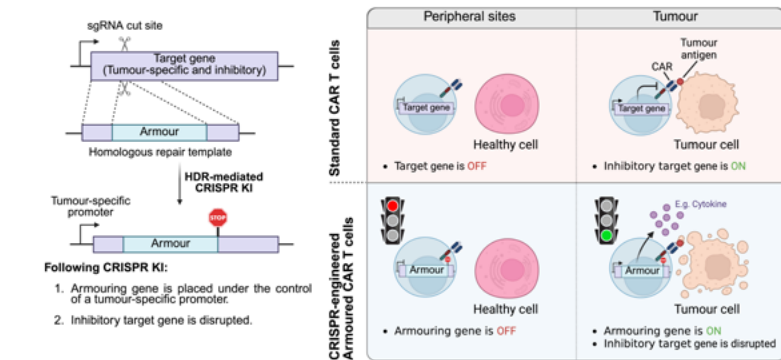 sgRNA cut site
Target gene
(Tumour-specific and inhibitory)
Armour
Homologous repair template
HDR-mediated
CRISPR KI
Tumour-specific
promoter
STOP
Armour
Following CRISPR KI:
1. Armouring gene is placed under the control
of a tumour-specific promoter.
2. Inhibitory target gene is disrupted.
Peripheral sites
Tumour
Standard CAR T cells
Target gene
Healthy cell
• Target gene is OFF
CAR
Tumour
antigen
Target gene
Tumour cell
• Inhibitory target gene is ON
CRISPR-engineered
Armoured CAR T cells
Armour
Healthy cell
• Armouring gene is OFF
E.g. Cytokine
Armour
Tumour cell
• Armouring gene is ON
• Inhibitory target gene is disrupted